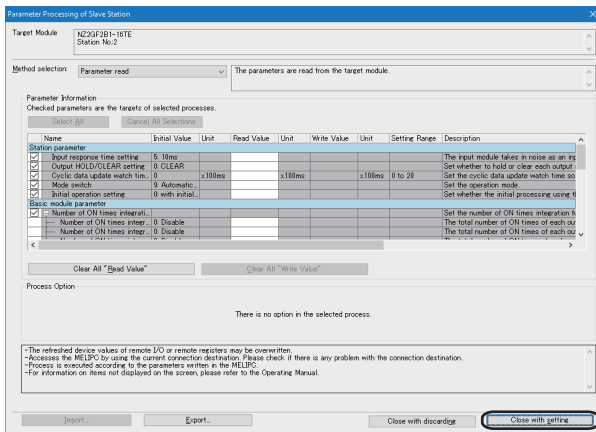 Parameter Processing of Slave Station
Target Module
NZ2GF2B1-16TE
Station No.:2
Method selection: Parameter read
The parameters are read from the target module.
Parameter Information
Checked parameters are the targets of selected processes.
Select All Cancel All Selections
Name Initial Value Unit Read Value Unit Write Value Unit Setting Range Description
Station parameter
Input response time setting 5: 10ms The input module takes in noise as an inp
Output HOLD/CLEAR setting 0: CLEAR Set whether to hold or clear each output
Cyclic data update watch tim... 0 x100ms x100ms x100ms 0 to 20 Set the cyclic data update watch time so
Mode switch 9: Automatic... Set the operation mode.
Initial operation setting 0: with initial... Set whether the initial processing using t
Basic module parameter
Number of ON times integrati... Set the number of ON times integration fu
Number of ON times integr... 0: Disable The total number of ON times of each ou
Number of ON times integr... 0: Disable The total number of ON times of each ou
Clear All "Read Value" Clear All "Write Value"
Process Option
There is no option in the selected process.
-The refreshed device values of remote I/O or remote registers may be overwritten.
-Accesses the MELIPC by using the current connection destination. Please check if there is any problem with the connection destination.
-Process is executed according to the parameters written in the MELIPC.
-For information on items not displayed on the screen, please refer to the Operating Manual.
Import... Export... Close with discarding Close with setting